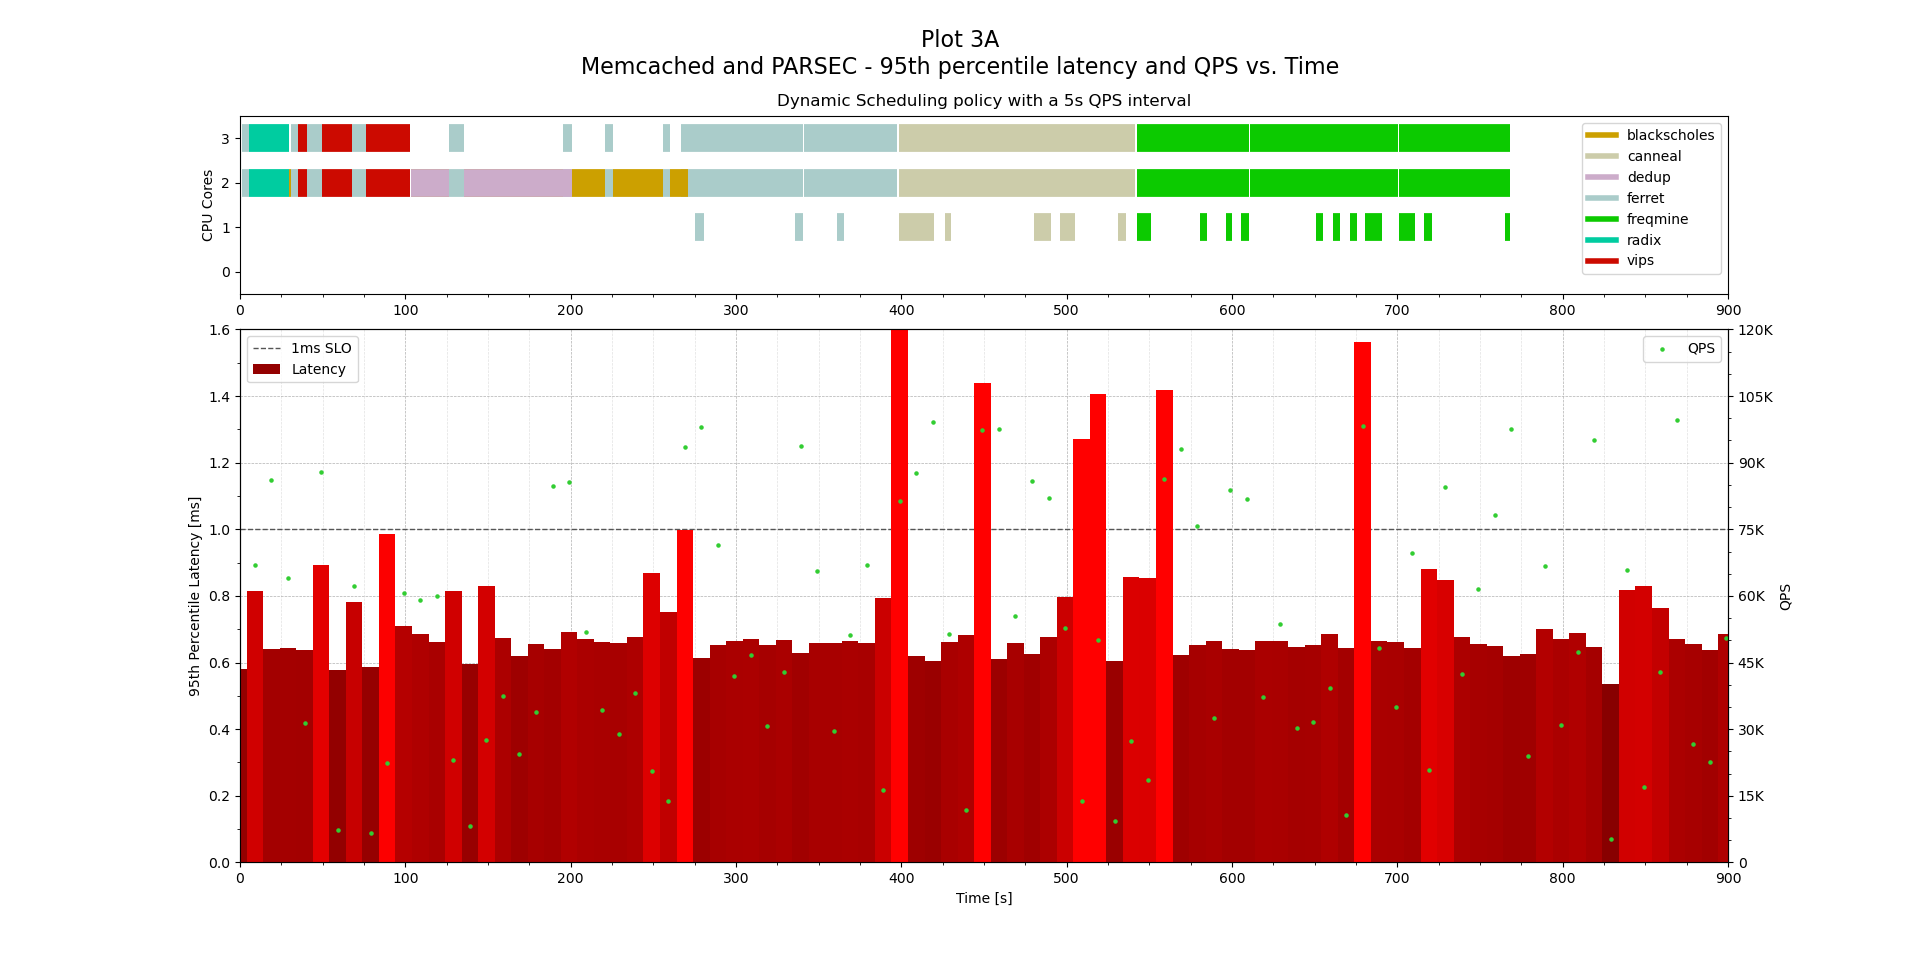 Plot 3A
Memcached and PARSEC - 95th percentile latency and QPS vs. Time
Dynamic Scheduling policy with a 5s QPS interval
CPU Cores
3
2
1
0
blackscholes
canneal
dedup
ferret
freqmine
radix
vips
0 100 200 300 400 500 600 700 800 900
95th Percentile Latency [ms]
1.6
1.4
1.2
1.0
0.8
0.6
0.4
0.2
0.0
1ms SLO
Latency
QPS
120K
105K
90K
75K
60K
45K
30K
15K
0
QPS
0 100 200 300 400 500 600 700 800 900
Time [s]